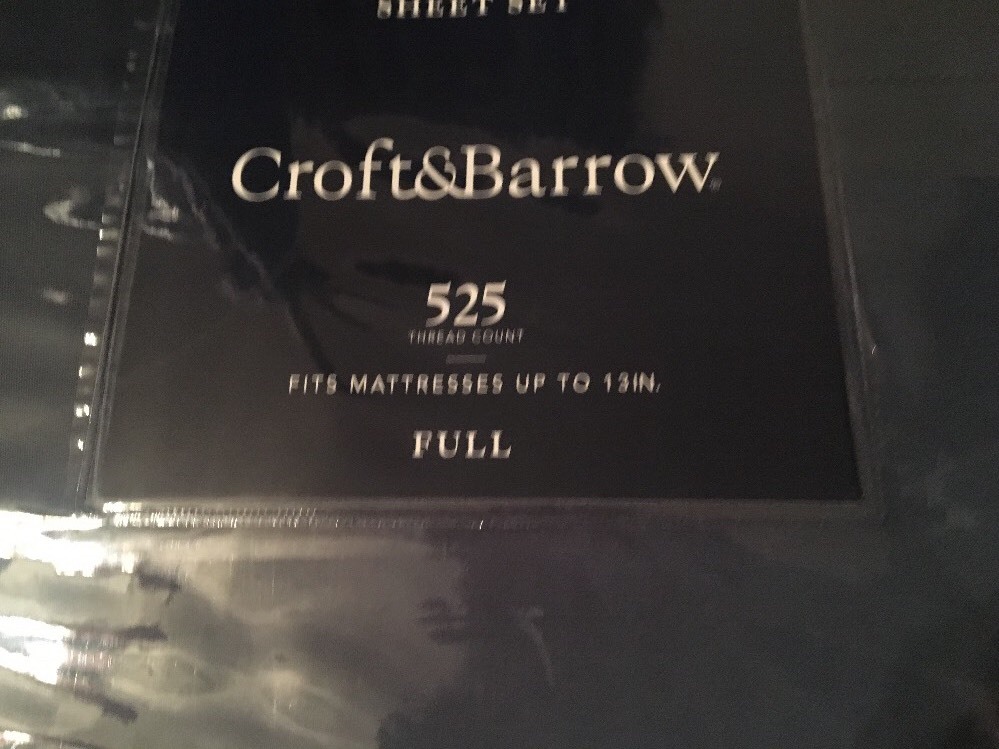 SHEET SET
Croft&Barrow
525
THREAD COUNT
FITS MATTRESSES UP TO 13IN.
FULL